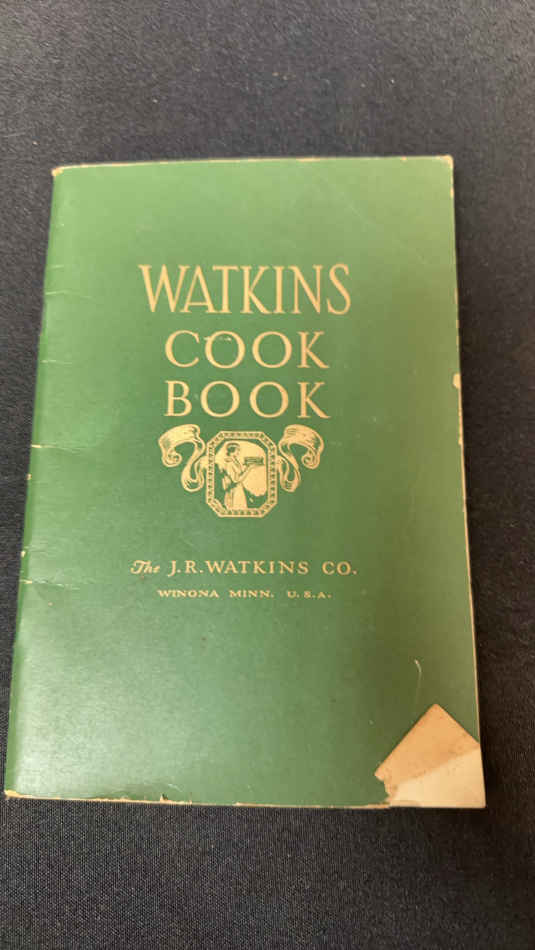 WATKINS
COOK
BOOK
The J.R. WATKINS CO.
WINONA MINN. U.S.A.